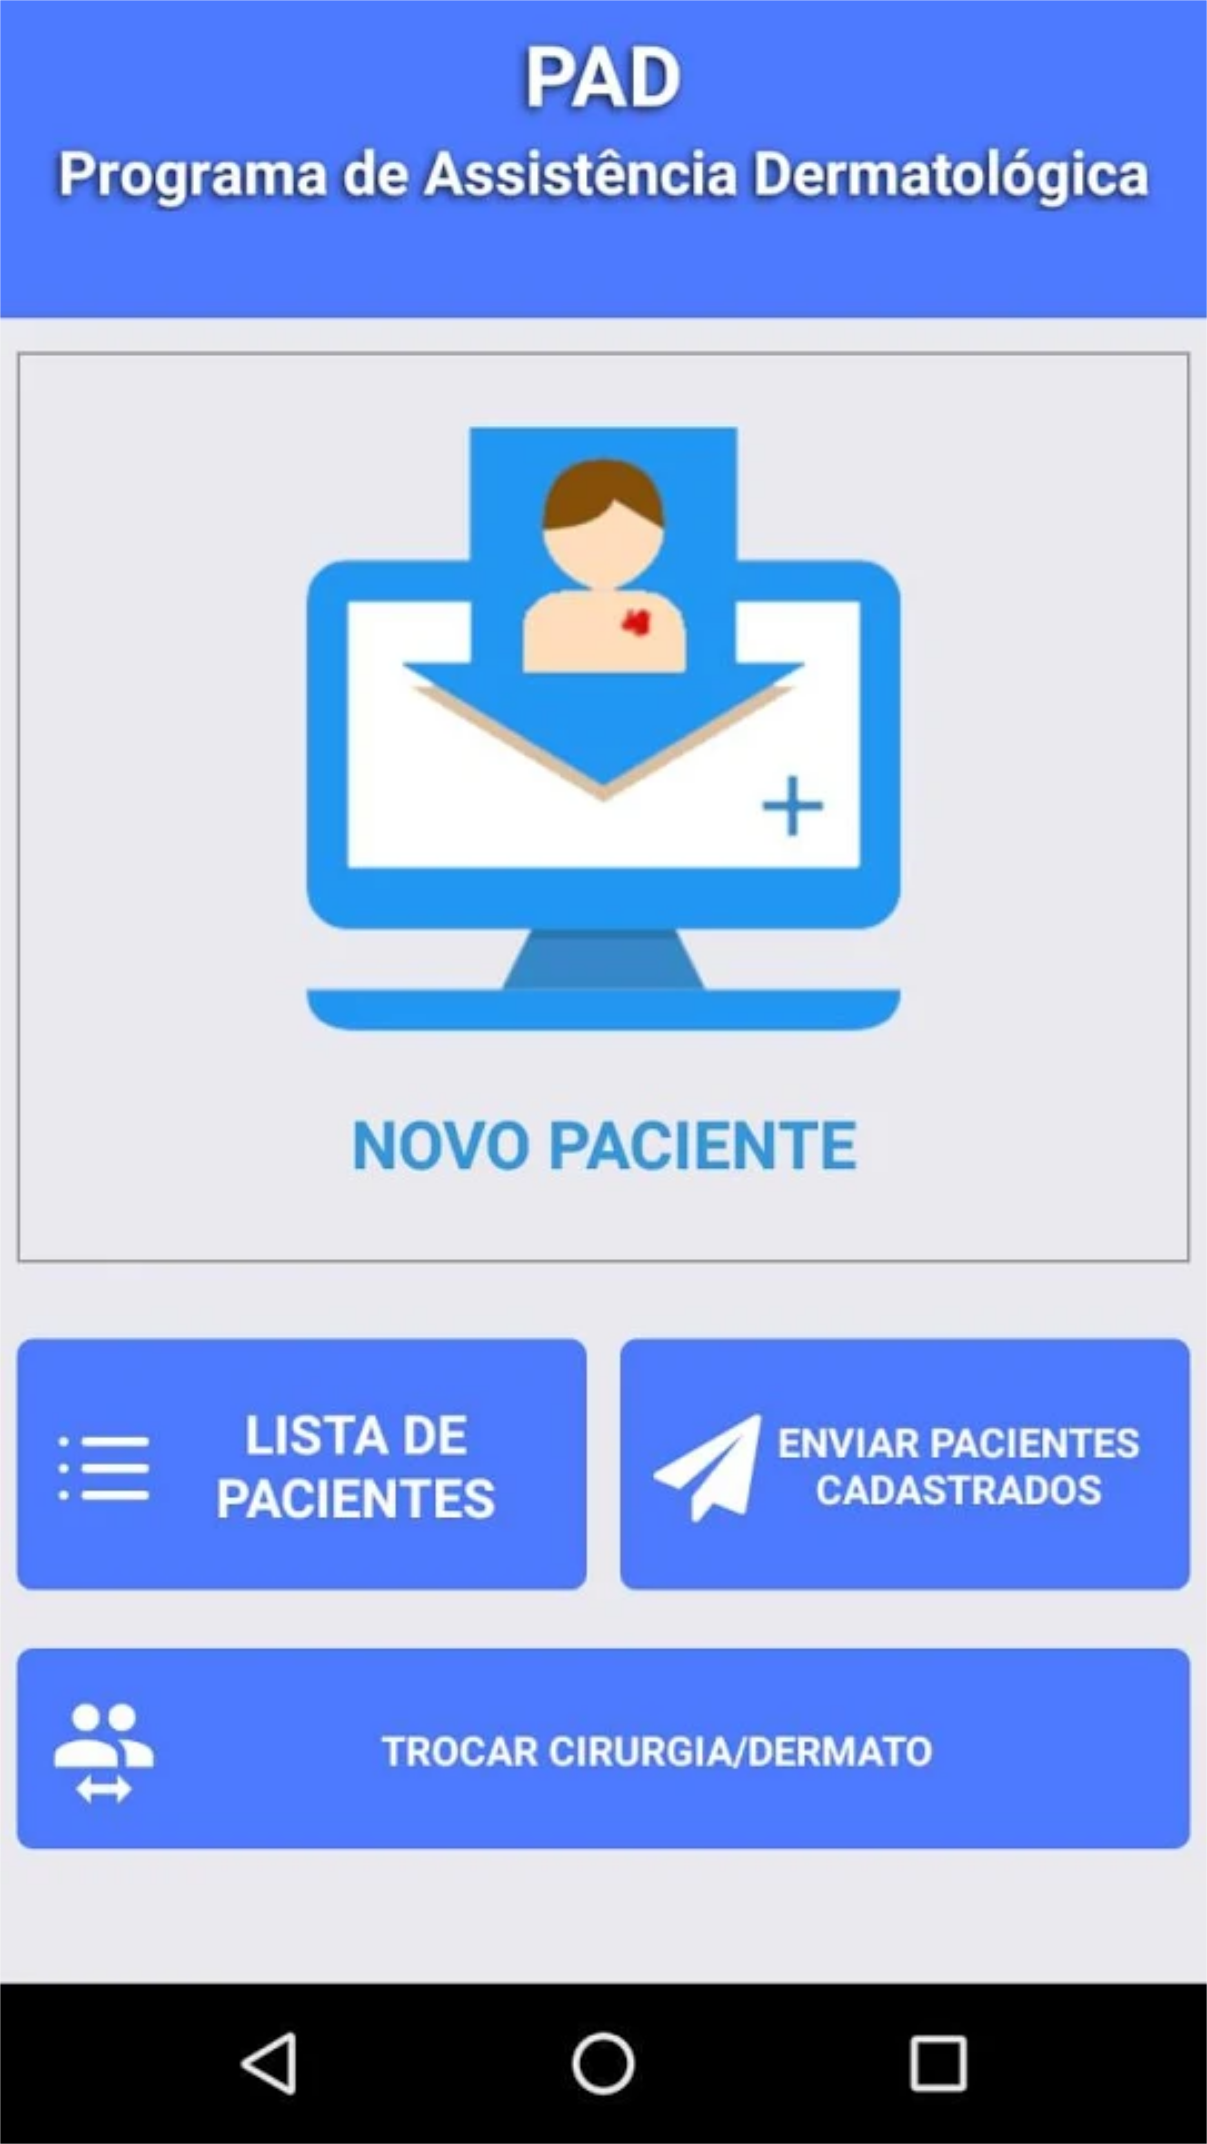 PAD
Programa de Assistência Dermatológica
NOVO PACIENTE
LISTA DE
PACIENTES
ENVIAR PACIENTES
CADASTRADOS
TROCAR CIRURGIA/DERMATO